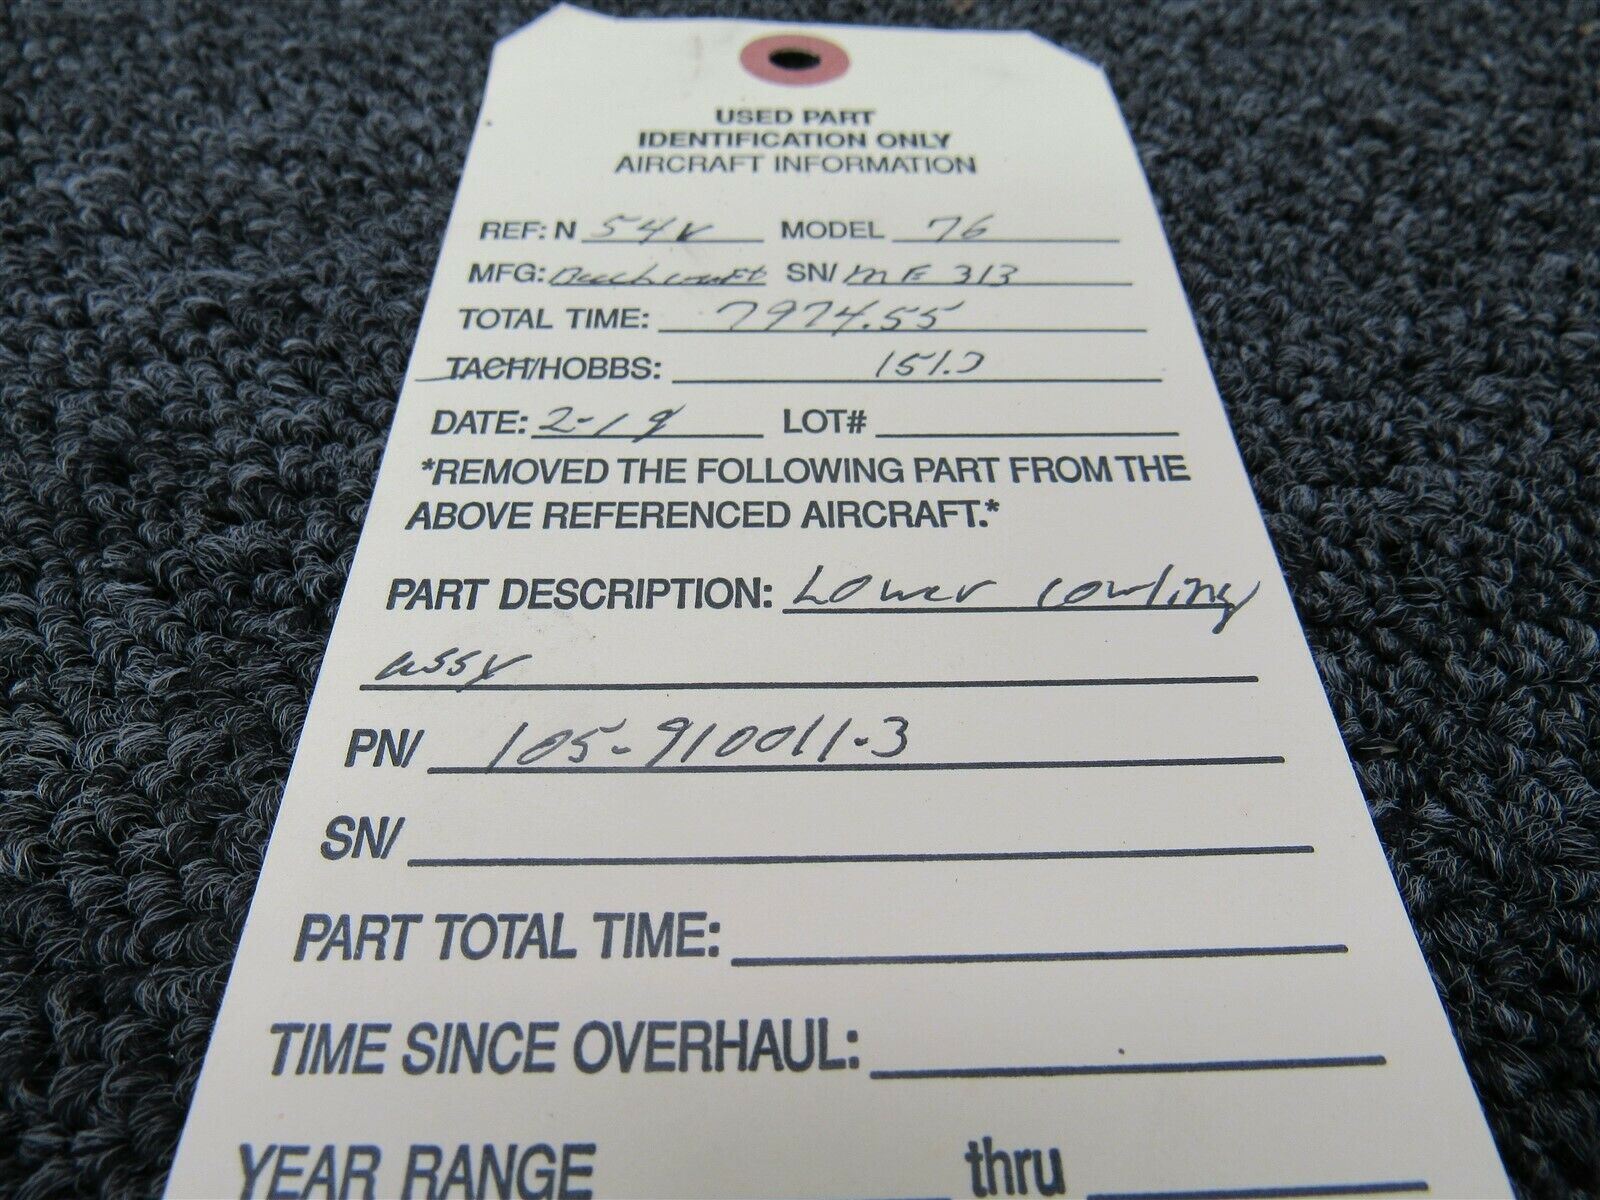 USED PART
IDENTIFICATION ONLY
AIRCRAFT INFORMATION
REF: N 54V MODEL 76
MFG: Beechcraft SN/ ME 313
TOTAL TIME: 7974.55
TACH/HOBBS: 151.7
DATE: 2-19 LOT#
*REMOVED THE FOLLOWING PART FROM THE
ABOVE REFERENCED AIRCRAFT.*
PART DESCRIPTION: Lower cowling
assy
PN/ 105-910011-3
SN/
PART TOTAL TIME:
TIME SINCE OVERHAUL:
YEAR RANGE thru